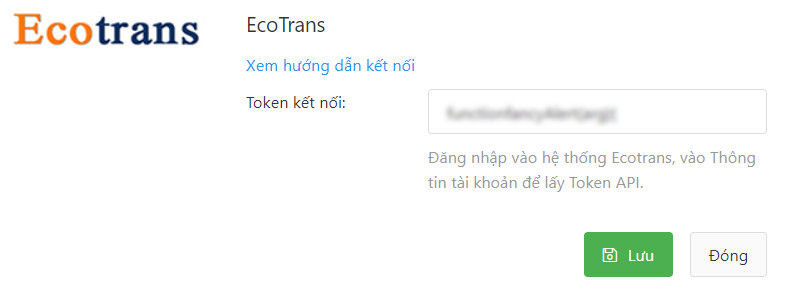 Ecotrans
EcoTrans
Xem hướng dẫn kết nối
Token kết nối:
Đăng nhập vào hệ thống Ecotrans, vào Thông
tin tài khoản để lấy Token API.
Lưu
Đóng